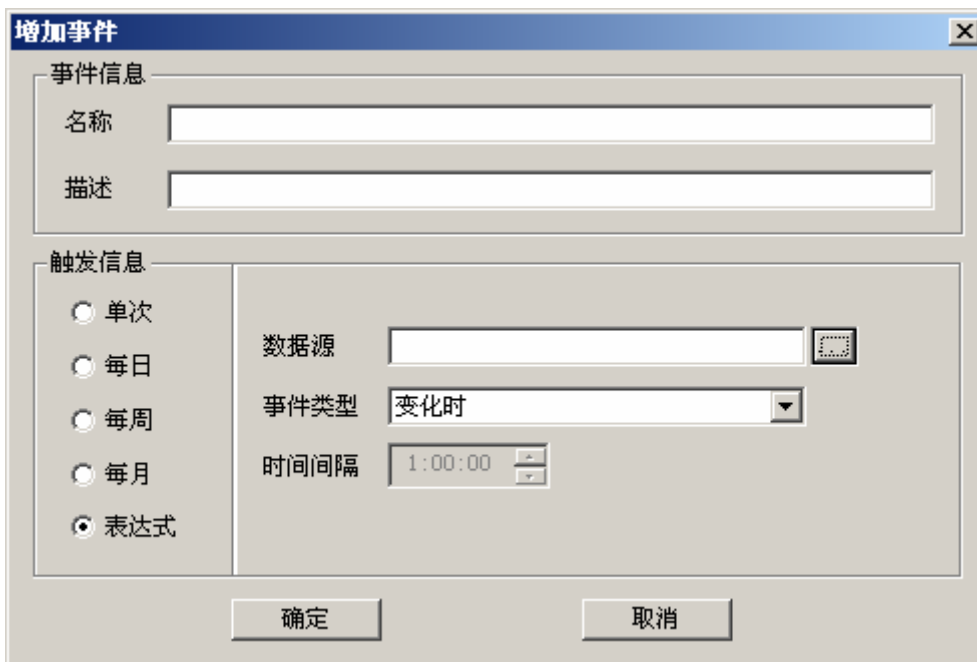 增加事件
事件信息
名称
描述
触发信息
单次
每日
每周
每月
表达式
数据源
事件类型 变化时
时间间隔 1:00:00
确定 取消